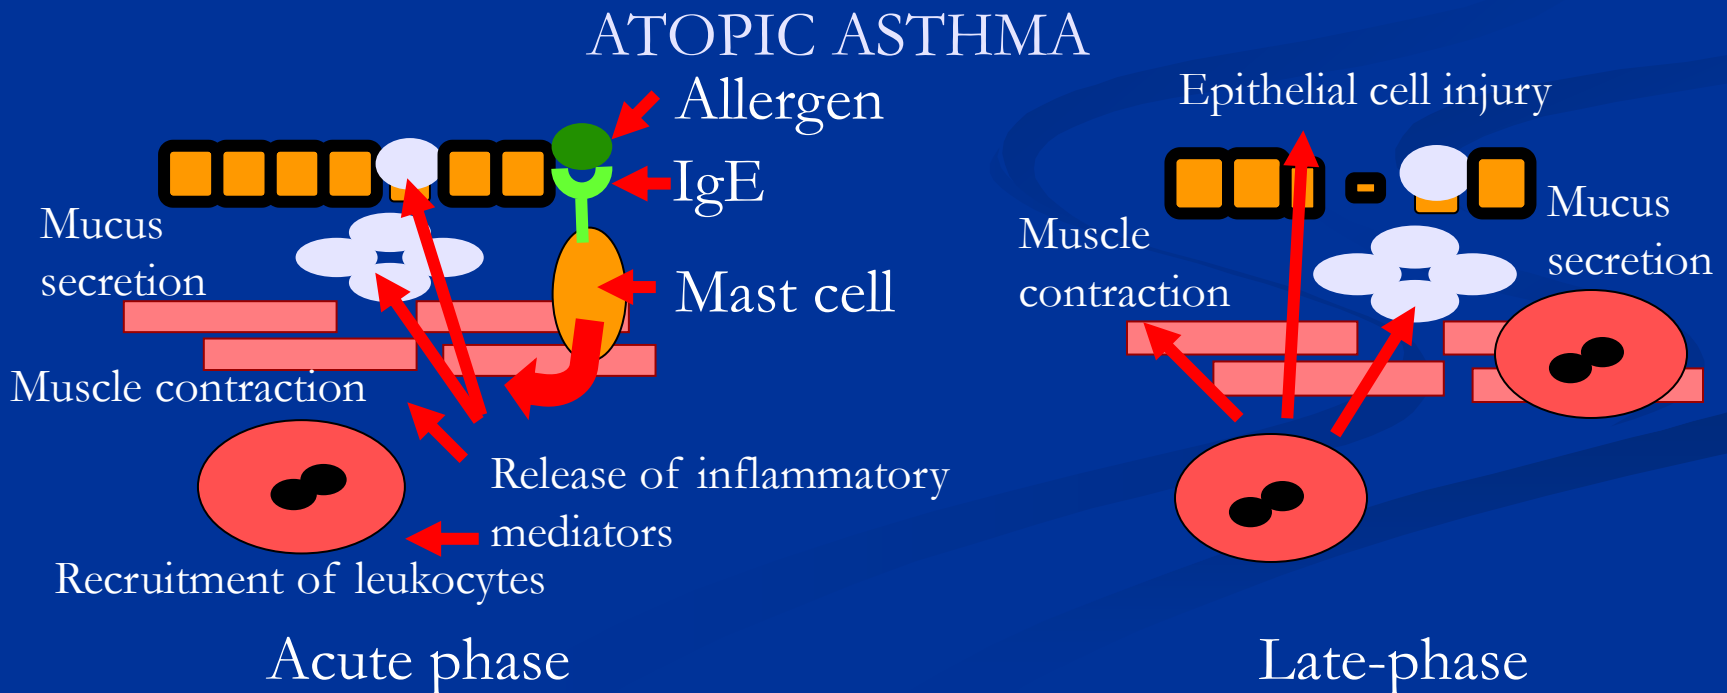 ATOPIC ASTHMA
Allergen
IgE
Mucus
secretion
Mast cell
Muscle contraction
Release of inflammatory
mediators
Recruitment of leukocytes
Acute phase
Epithelial cell injury
Muscle
contraction
Mucus
secretion
Late-phase